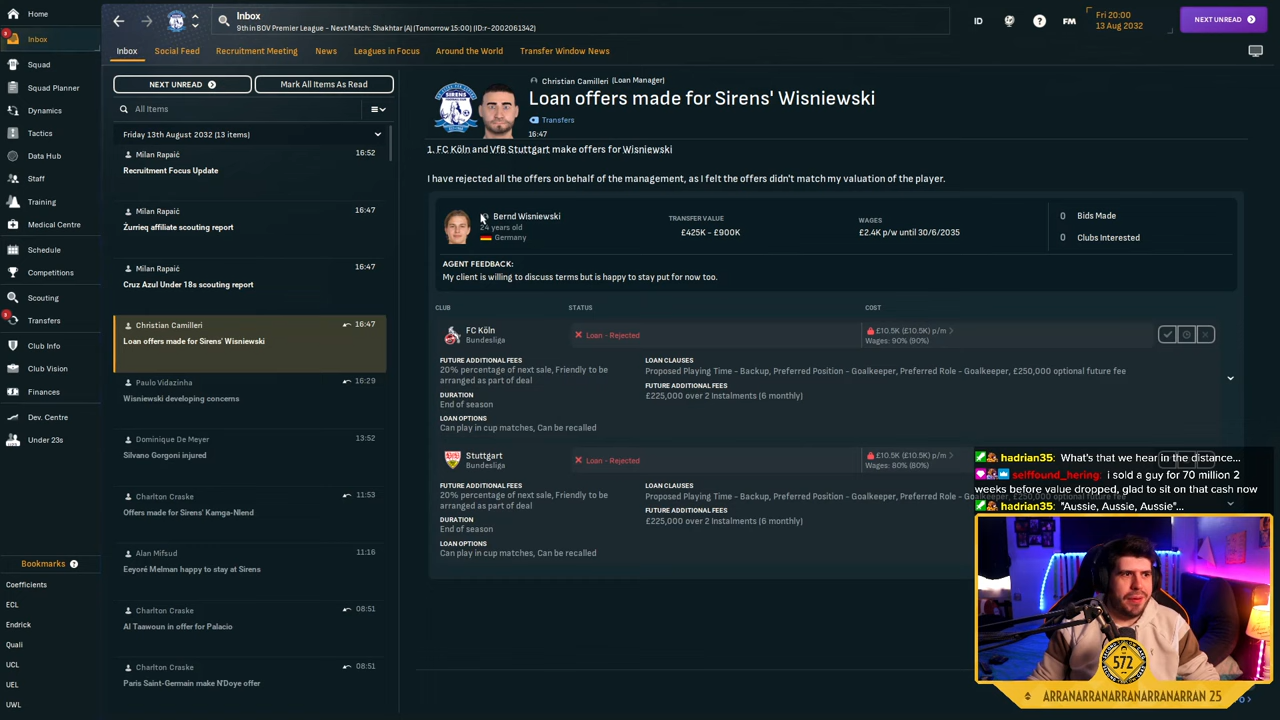 Home
Inbox
Squad
Squad Planner
Dynamics
Tactics
Data Hub
Staff
Training
Medical Centre
Schedule
Competitions
Scouting
Transfers
Club Info
Club Vision
Finances
Dev. Centre
Under 23s
Bookmarks
Coefficients
ECL
Endrick
Quali
UCL
UEL
UWL
Inbox
9th in BOV Premier League - Next Match: Shakhtar (A) (Tomorrow 15:00) (ID:r-2002061342)
ID
FM
Fri 20:00
13 Aug 2032
NEXT UNREAD
Inbox Social Feed Recruitment Meeting News Leagues in Focus Around the World Transfer Window News
NEXT UNREAD
Mark All Items As Read
All Items
Friday 13th August 2032 (13 items)
Milan Rapaić 16:52
Recruitment Focus Update
Milan Rapaić 16:47
Żurrieq affiliate scouting report
Milan Rapaić 16:47
Cruz Azul Under 18s scouting report
Christian Camilleri 16:47
Loan offers made for Sirens' Wisniewski
Paulo Vidazinha 16:29
Wisniewski developing concerns
Dominique De Meyer 13:52
Silvano Gorgoni injured
Charlton Craske 11:53
Offers made for Sirens' Kamga-Nlend
Alan Mifsud 11:16
Eeyoré Melman happy to stay at Sirens
Charlton Craske 08:51
Al Taawoun in offer for Palacio
Charlton Craske 08:51
Paris Saint-Germain make N'Doye offer
SIRENS
Christian Camilleri (Loan Manager)
Loan offers made for Sirens' Wisniewski
Transfers
16:47
1. FC Köln and VfB Stuttgart make offers for Wisniewski
I have rejected all the offers on behalf of the management, as I felt the offers didn't match my valuation of the player.
Bernd Wisniewski
24 years old
Germany
TRANSFER VALUE
£425K - £900K
WAGES
£2.4K p/w until 30/6/2035
0 Bids Made
0 Clubs Interested
AGENT FEEDBACK:
My client is willing to discuss terms but is happy to stay put for now too.
CLUB STATUS COST
FC Köln
Bundesliga
Loan - Rejected
£10.5K (£10.5K) p/m
Wages: 90% (90%)
FUTURE ADDITIONAL FEES
20% percentage of next sale, Friendly to
be arranged as part of deal
DURATION
End of season
LOAN OPTIONS
Can play in cup matches, Can be recalled
LOAN CLAUSES
Proposed Playing Time - Backup, Preferred Position - Goalkeeper, Preferred Role - Goalkeeper, £250,000 optional future fee
FUTURE ADDITIONAL FEES
£225,000 over 2 Instalments (6 monthly)
Stuttgart
Bundesliga
Loan - Rejected
£10.5K (£10.5K) p/m
Wages: 80% (80%)
FUTURE ADDITIONAL FEES
20% percentage of next sale, Friendly to
be arranged as part of deal
DURATION
End of season
LOAN OPTIONS
Can play in cup matches, Can be recalled
LOAN CLAUSES
Proposed Playing Time - Backup, Preferred Position - Goalkeeper, Preferred Role - Goalkeeper, £250,000 optional future fee
FUTURE ADDITIONAL FEES
£225,000 over 2 Instalments (6 monthly)
hadrian35: What's that we hear in the distance...
selffound_hering: i sold a guy for 70 million 2
weeks before value dropped, glad to sit on that cash now
hadrian35: "Aussie, Aussie, Aussie"...
572
ARRANARRANARRANARRANARRAN 25